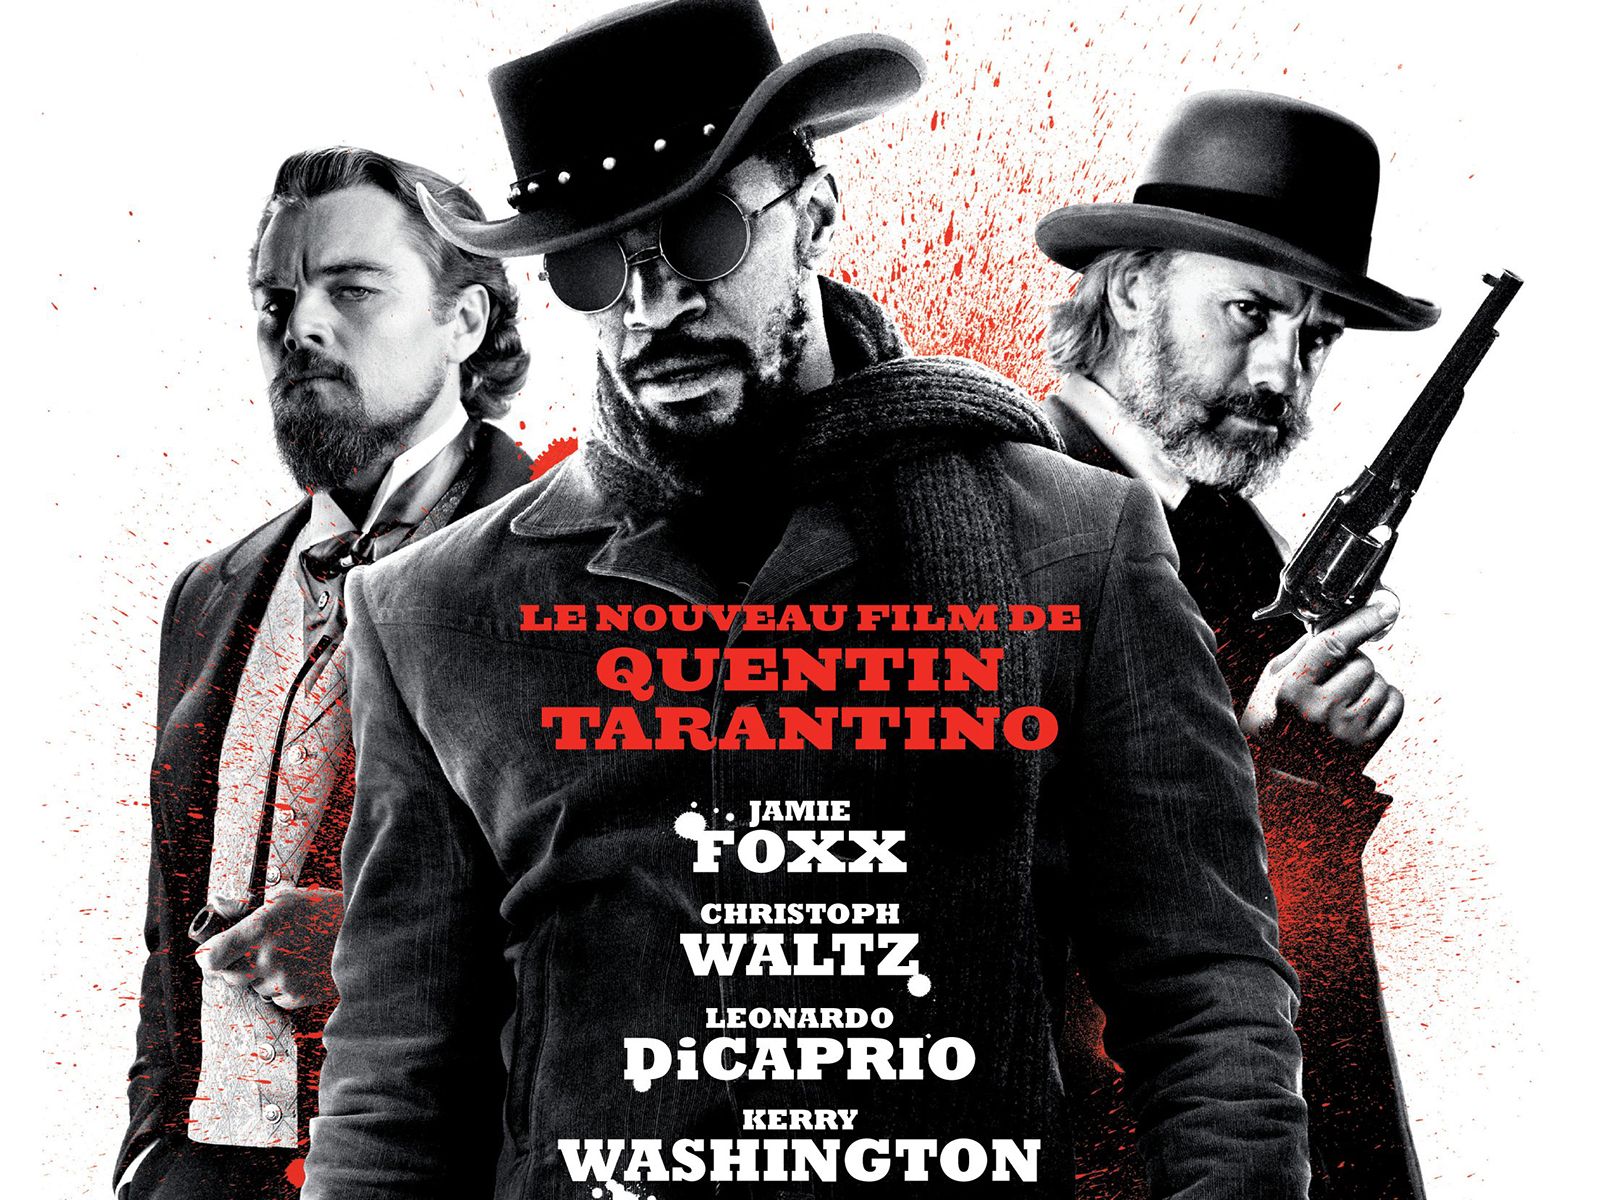 LE NOUVEAU FILM DE
QUENTIN
TARANTINO
JAMIE
FOXX
CHRISTOPH
WALTZ
LEONARDO
DiCAPRIO
KERRY
WASHINGTON